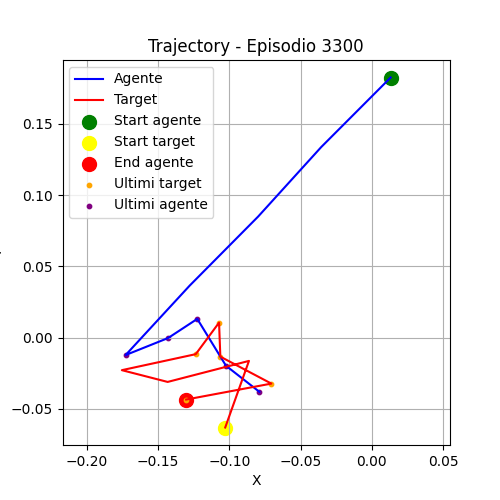 Trajectory - Episodio 3300
Agente
Target
Start agente
Start target
End agente
Ultimi target
Ultimi agente
0.15
0.10
0.05
0.00
−0.05
−0.20
−0.15
−0.10
−0.05
0.00
0.05
X